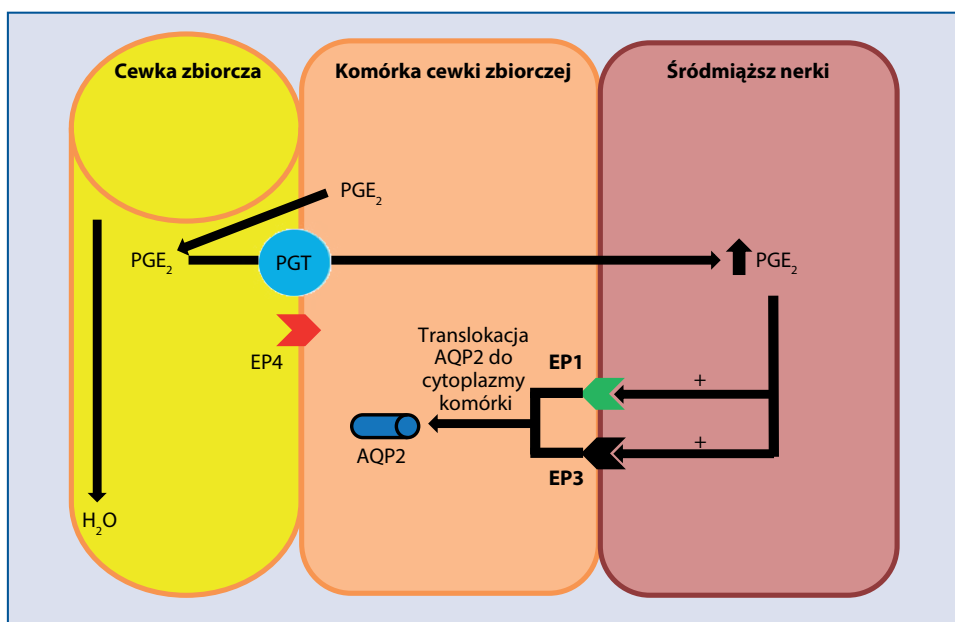 Cewka zbiorcza
Komórka cewki zbiorczej
Śródmiąższ nerki
PGE₂
PGE₂
PGT
PGE₂
EP4
Translokacja
AQP2 do
cytoplazmy
komórki
EP1
+
AQP2
+
EP3
H₂O